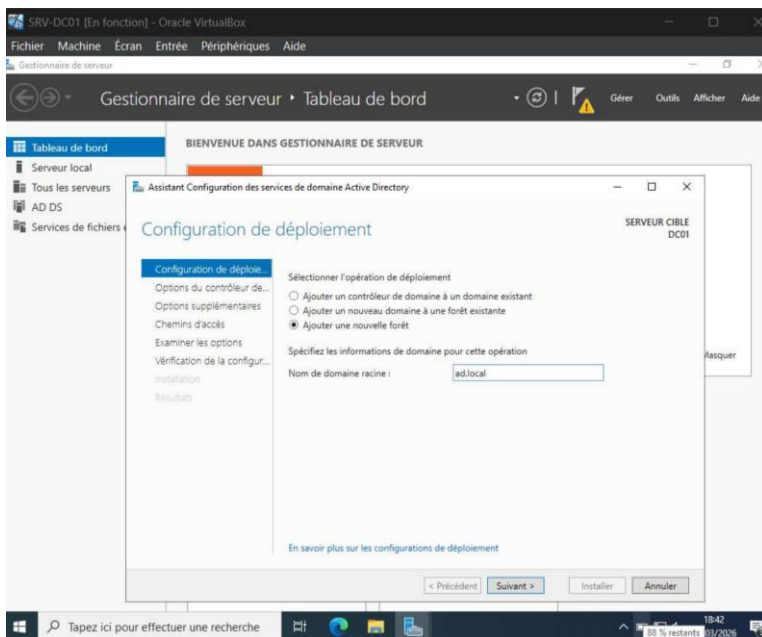 SRV-DC01 [En fonction] - Oracle VirtualBox
Fichier Machine Écran Entrée Périphériques Aide
Gestionnaire de serveur
Gestionnaire de serveur • Tableau de bord
Gérer Outils Afficher Aide
Tableau de bord
Serveur local
Tous les serveurs
AD DS
Services de fichiers
BIENVENUE DANS GESTIONNAIRE DE SERVEUR
Masquer
Assistant Configuration des services de domaine Active Directory
Configuration de déploiement
SERVEUR CIBLE
DC01
Configuration de déploie...
Options du contrôleur de...
Options supplémentaires
Chemins d'accès
Examiner les options
Vérification de la configur...
Installation
Résultats
Sélectionner l'opération de déploiement
Ajouter un contrôleur de domaine à un domaine existant
Ajouter un nouveau domaine à une forêt existante
Ajouter une nouvelle forêt
Spécifiez les informations de domaine pour cette opération
Nom de domaine racine :
ad.local
En savoir plus sur les configurations de déploiement
< Précédent Suivant > Installer Annuler
Tapez ici pour effectuer une recherche
18:42
88 % restants
03/2026